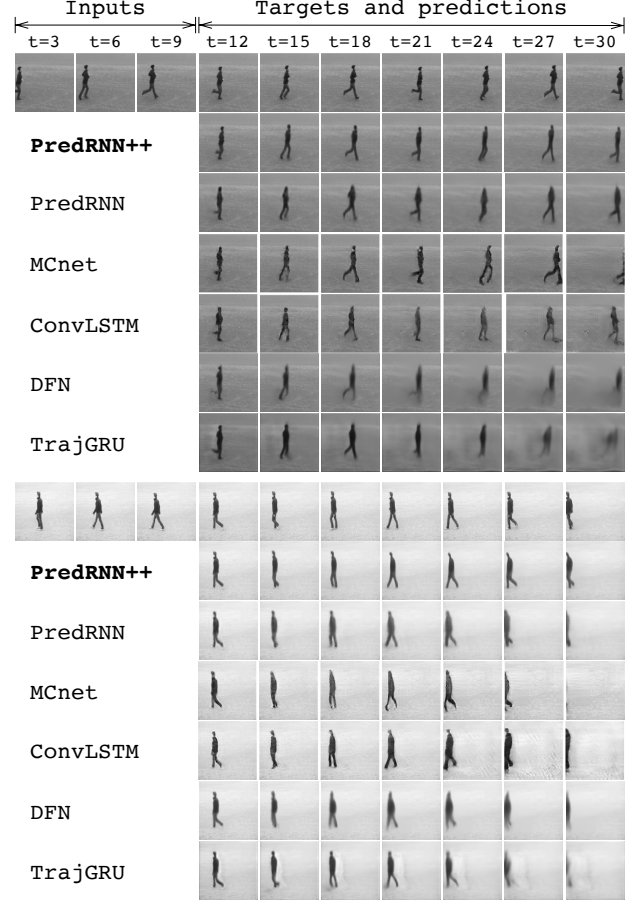 Inputs Targets and predictions
t=3 t=6 t=9 t=12 t=15 t=18 t=21 t=24 t=27 t=30
PredRNN++
PredRNN
MCnet
ConvLSTM
DFN
TrajGRU
PredRNN++
PredRNN
MCnet
ConvLSTM
DFN
TrajGRU